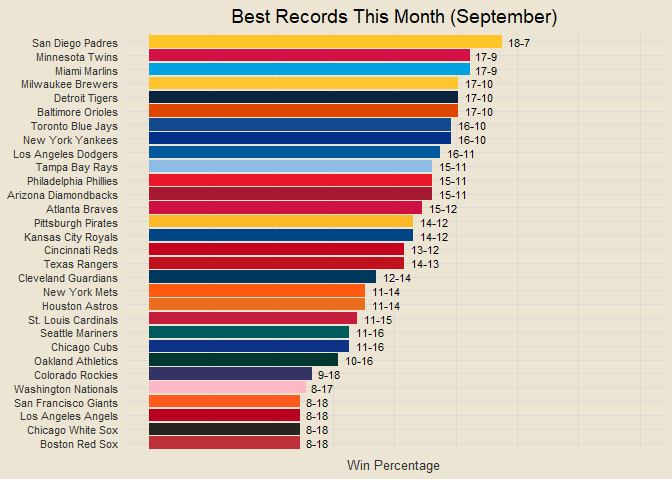 Best Records This Month (September)
San Diego Padres 18-7
Minnesota Twins 17-9
Miami Marlins 17-9
Milwaukee Brewers 17-10
Detroit Tigers 17-10
Baltimore Orioles 17-10
Toronto Blue Jays 16-10
New York Yankees 16-10
Los Angeles Dodgers 16-11
Tampa Bay Rays 15-11
Philadelphia Phillies 15-11
Arizona Diamondbacks 15-11
Atlanta Braves 15-12
Pittsburgh Pirates 14-12
Kansas City Royals 14-12
Cincinnati Reds 13-12
Texas Rangers 14-13
Cleveland Guardians 12-14
New York Mets 11-14
Houston Astros 11-14
St. Louis Cardinals 11-15
Seattle Mariners 11-16
Chicago Cubs 11-16
Oakland Athletics 10-16
Colorado Rockies 9-18
Washington Nationals 8-17
San Francisco Giants 8-18
Los Angeles Angels 8-18
Chicago White Sox 8-18
Boston Red Sox 8-18
Win Percentage